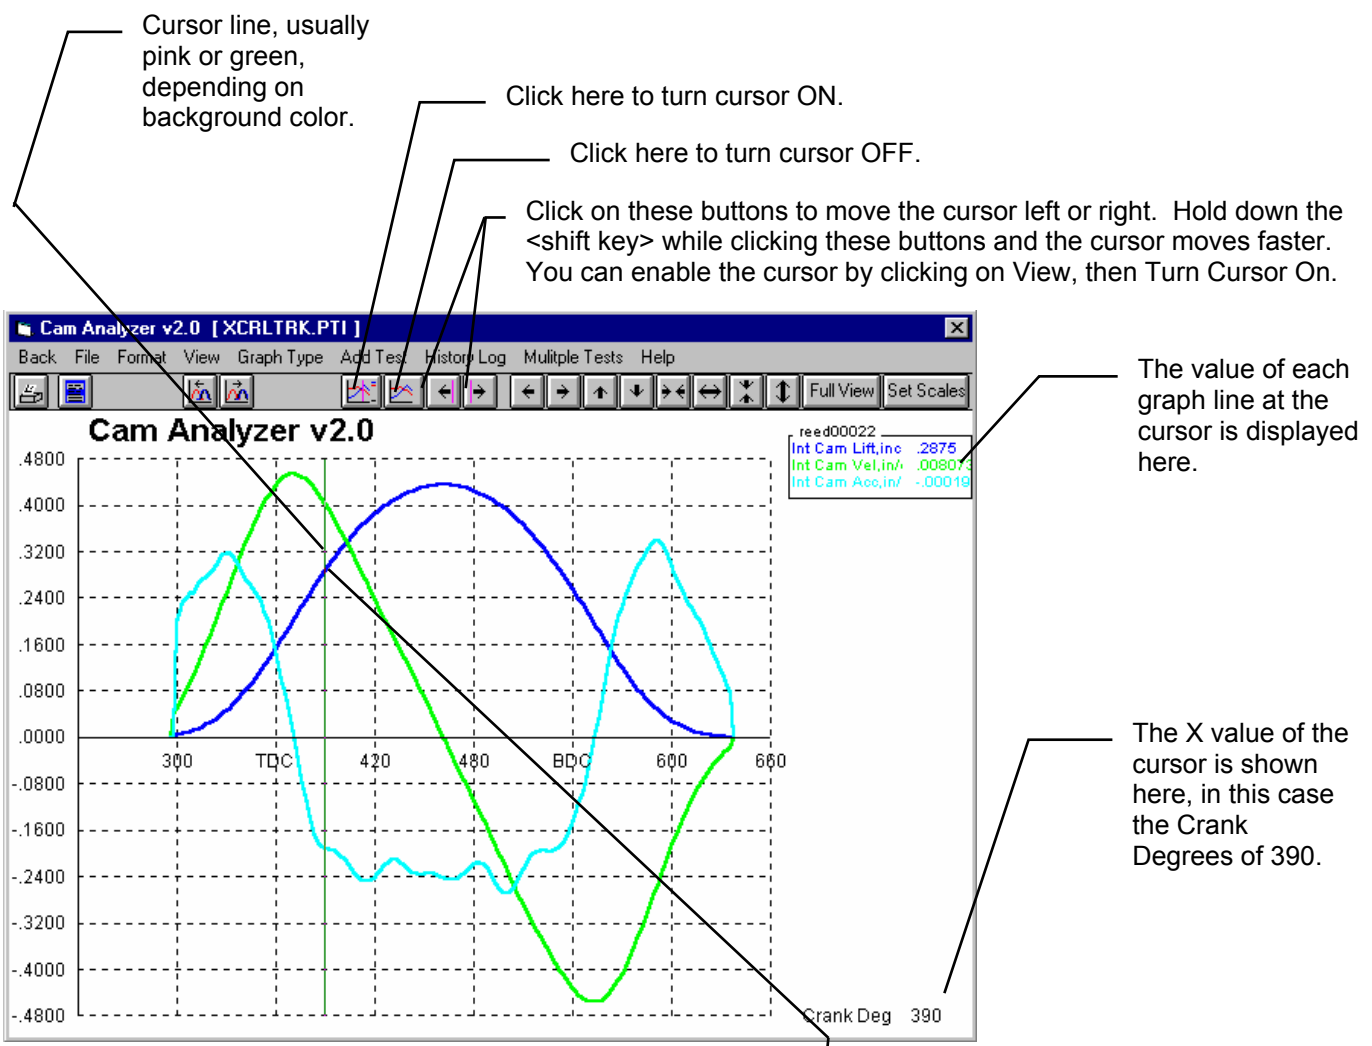 Cursor line, usually
pink or green,
depending on
background color.
Click here to turn cursor ON.
Click here to turn cursor OFF.
Click on these buttons to move the cursor left or right.  Hold down the
<shift key> while clicking these buttons and the cursor moves faster.
You can enable the cursor by clicking on View, then Turn Cursor On.
Cam Analyzer v2.0 [ XCRLTRK.PTI ]
Back File Format View Graph Type Add Test History Log Mulitple Tests Help
Full View Set Scales
The value of each
graph line at the
cursor is displayed
here.
Cam Analyzer v2.0
reed00022
Int Cam Lift,inc .2875
Int Cam Vel,in/ .008073
Int Cam Acc,in/ -.00019
.4800
.4000
.3200
.2400
.1600
.0800
.0000
300 TDC 420 480 BDC 600 660
-.0800
-.1600
-.2400
-.3200
-.4000
-.4800
The X value of the
cursor is shown
here, in this case
the Crank
Degrees of 390.
Crank Deg 390